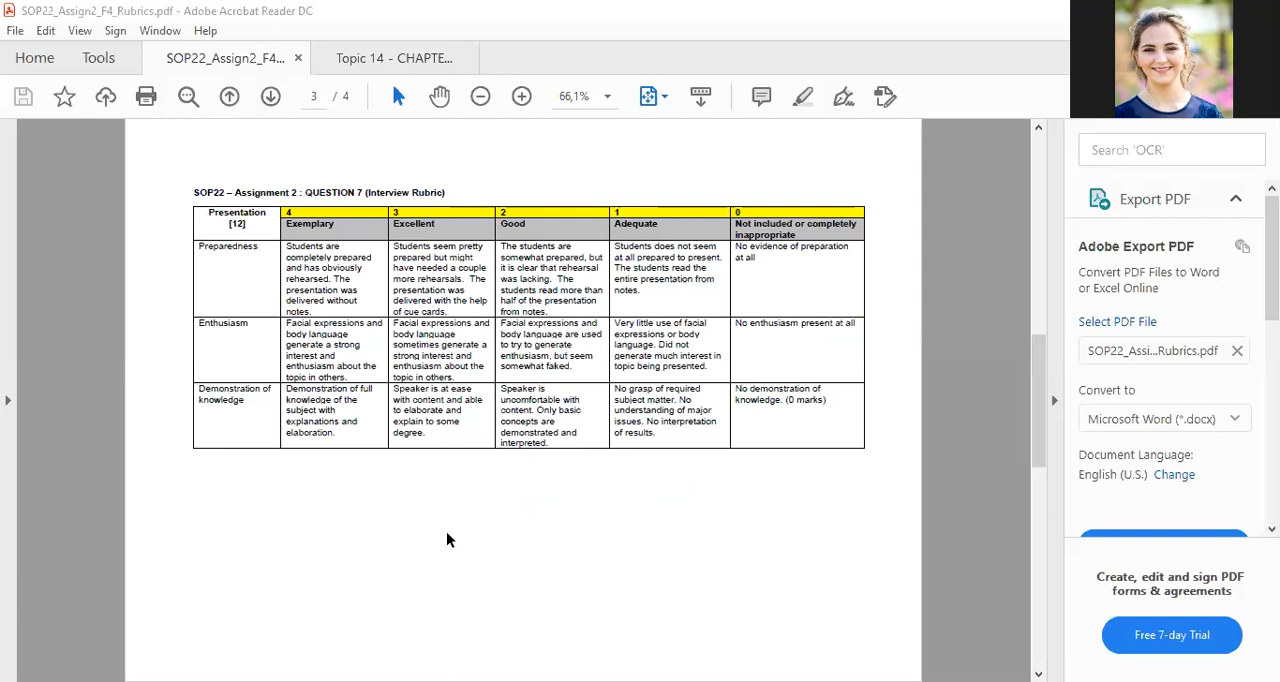 SOP22_Assign2_F4_Rubrics.pdf - Adobe Acrobat Reader DC
File Edit View Sign Window Help
Home Tools SOP22_Assign2_F4... × Topic 14 - CHAPTE...
3 / 4 66,1%
Search 'OCR'
Export PDF
Adobe Export PDF
Convert PDF Files to Word
or Excel Online
Select PDF File
SOP22_Assi...Rubrics.pdf
Convert to
Microsoft Word (*.docx)
Document Language:
English (U.S.) Change
Create, edit and sign PDF
forms & agreements
Free 7-day Trial
SOP22 – Assignment 2 : QUESTION 7 (Interview Rubric)
Presentation
[12]
4
3
2
1
0
Exemplary
Excellent
Good
Adequate
Not included or completely
inappropriate
Preparedness
Students are
completely prepared
and has obviously
rehearsed. The
presentation was
delivered without
notes.
Students seem pretty
prepared but might
have needed a couple
more rehearsals. The
presentation was
delivered with the help
of cue cards.
The students are
somewhat prepared, but
it is clear that rehearsal
was lacking. The
students read more than
half of the presentation
from notes.
Students does not seem
at all prepared to present.
The students read the
entire presentation from
notes.
No evidence of preparation
at all
Enthusiasm
Facial expressions and
body language
generate a strong
interest and
enthusiasm about the
topic in others.
Facial expressions and
body language
sometimes generate a
strong interest and
enthusiasm about the
topic in others.
Facial expressions and
body language are used
to try to generate
enthusiasm, but seem
somewhat faked.
Very little use of facial
expressions or body
language. Did not
generate much interest in
topic being presented.
No enthusiasm present at all
Demonstration of
knowledge
Demonstration of full
knowledge of the
subject with
explanations and
elaboration.
Speaker is at ease
with content and able
to elaborate and
explain to some
degree.
Speaker is
uncomfortable with
content. Only basic
concepts are
demonstrated and
interpreted.
No grasp of required
subject matter. No
understanding of major
issues. No interpretation
of results.
No demonstration of
knowledge. (0 marks)